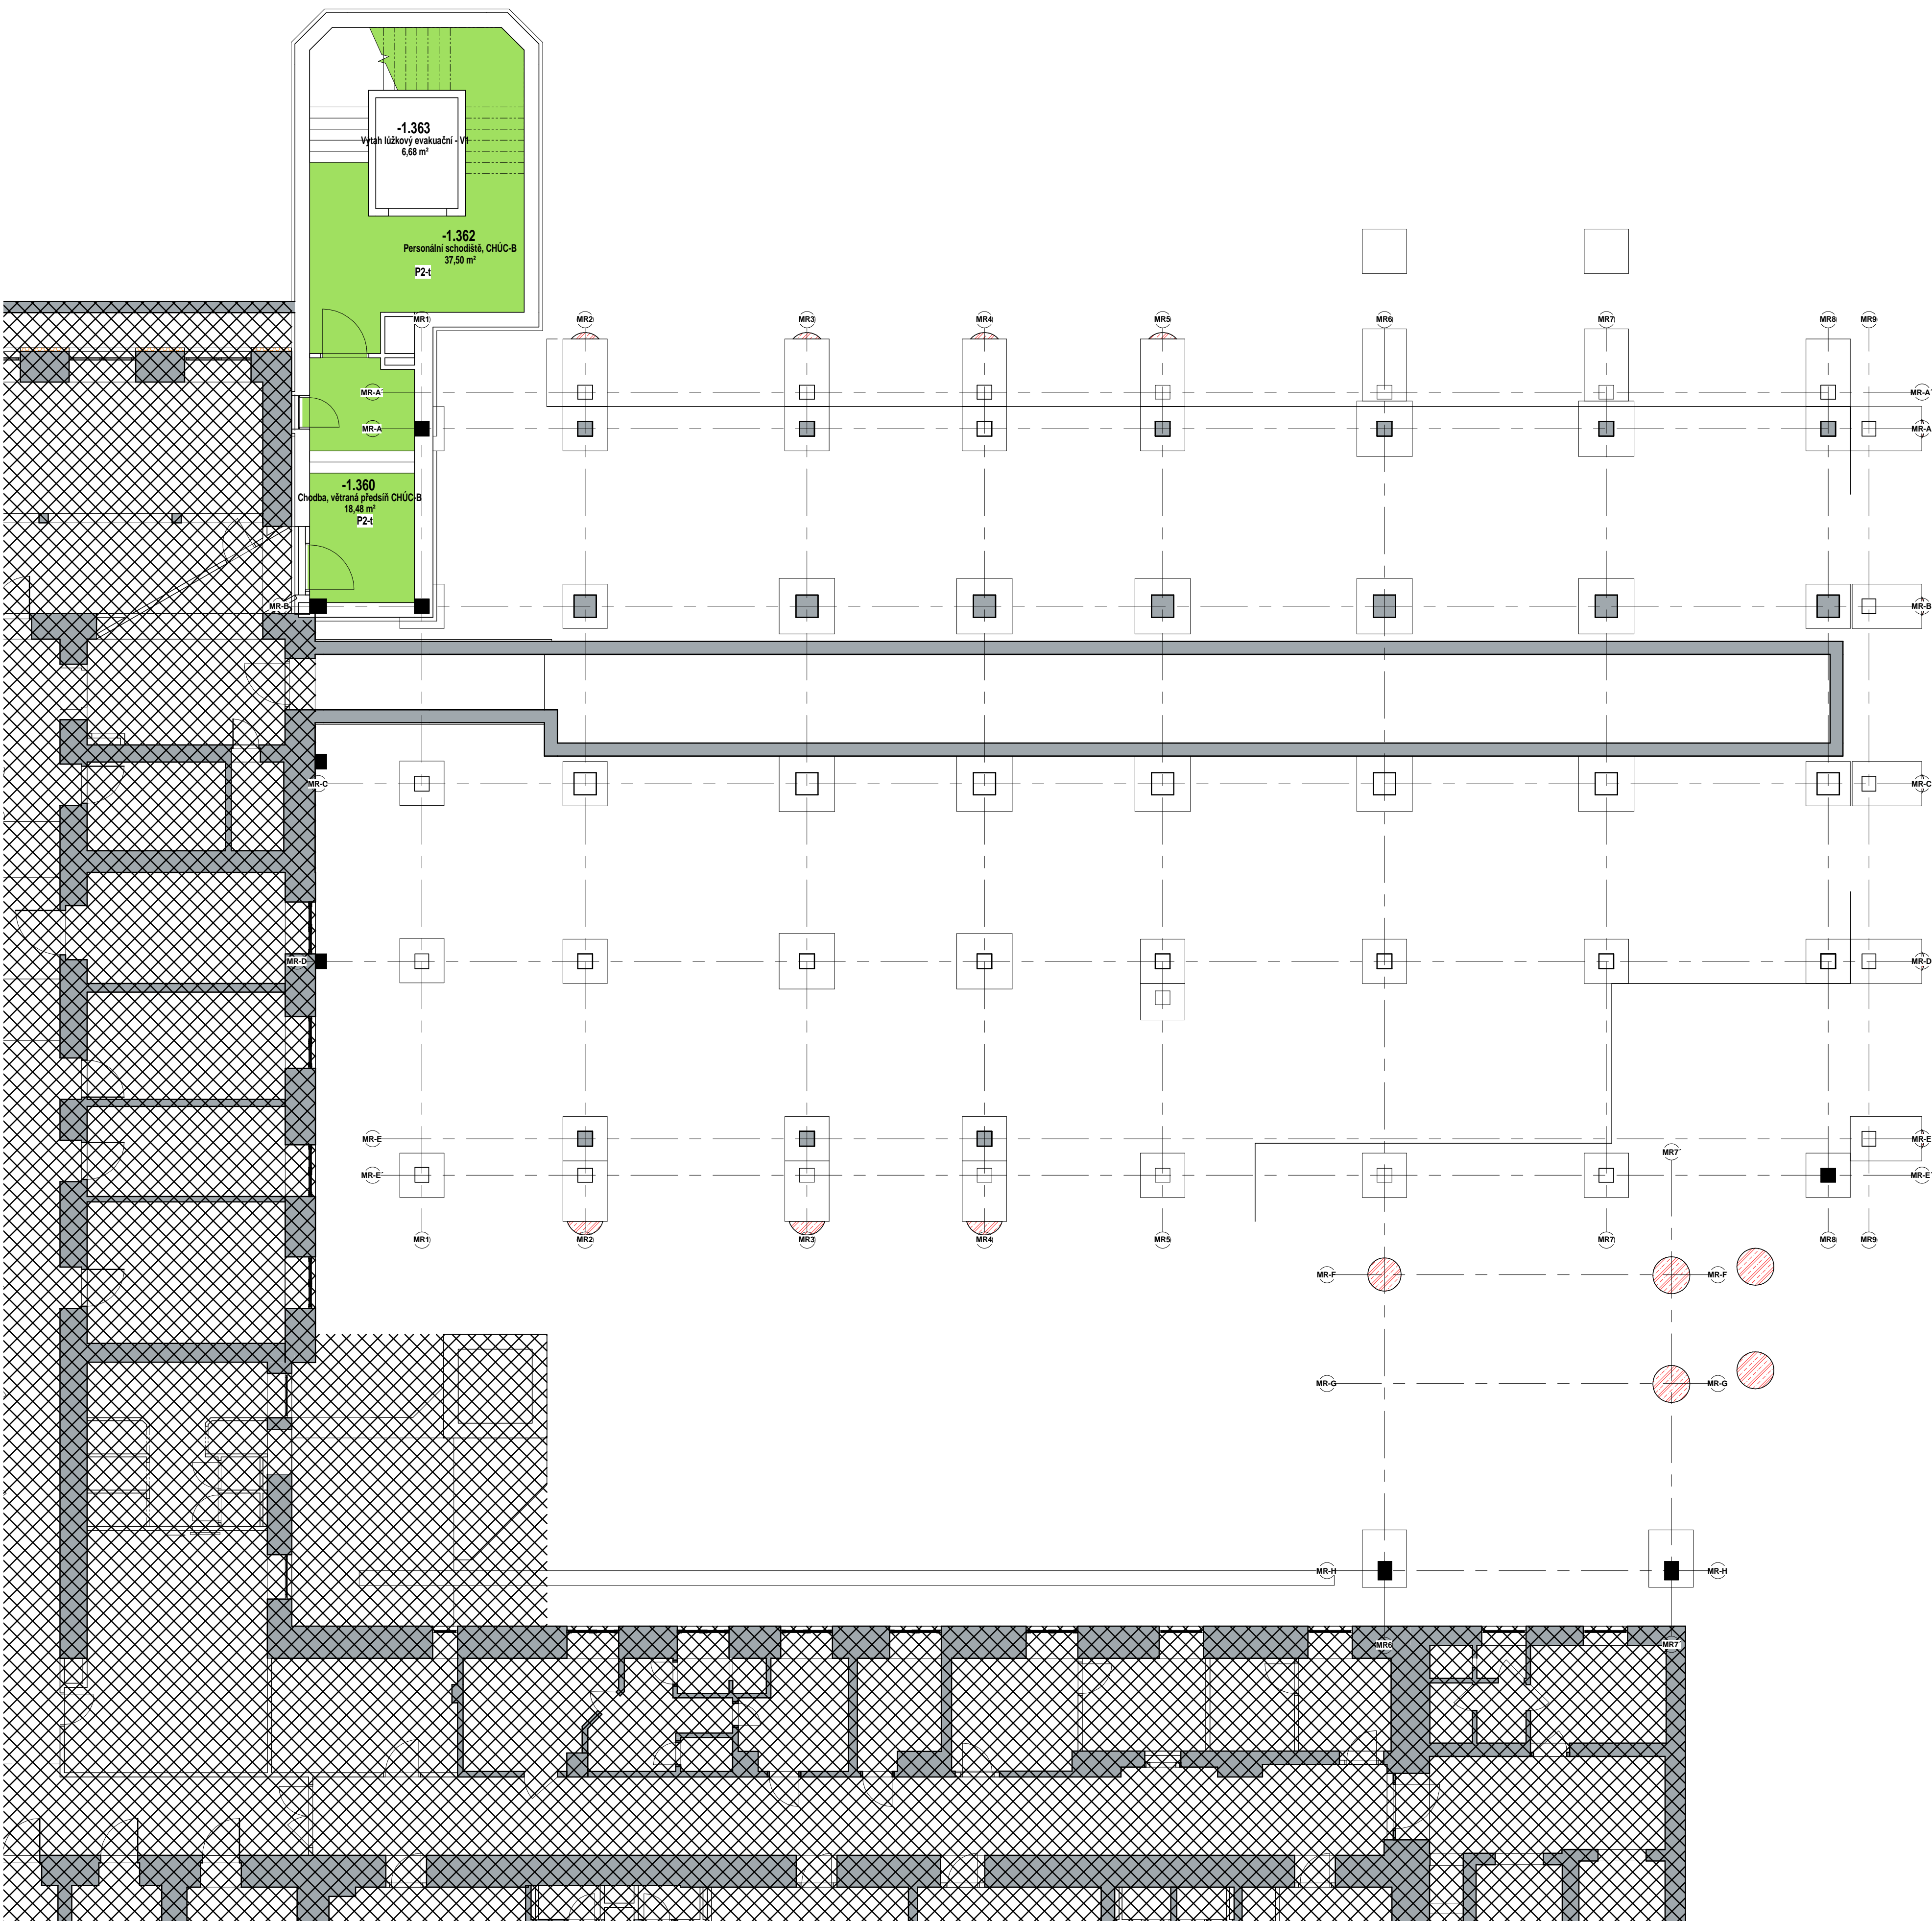 -1.363
Výtah lůžkový evakuační - V1
6,68 m²
-1.362
Personální schodiště, CHÚC-B
37,50 m²
P2-t
MR1
MR2
MR3
MR4
MR5
MR6
MR7
MR8
MR9
MR-A´
MR-A
MR-A
MR-A
-1.360
Chodba, větraná předsíň CHÚC-B
18,48 m²
P2-t
MR-B
MR-B
MR-C
MR-C
MR-D
MR-D
MR-E
MR-E
MR7´
MR-E´
MR-E
MR1
MR2
MR3
MR4
MR5
MR7
MR8
MR9
MR-F
MR-F
MR-G
MR-G
MR-H
MR-H
MR6
MR7